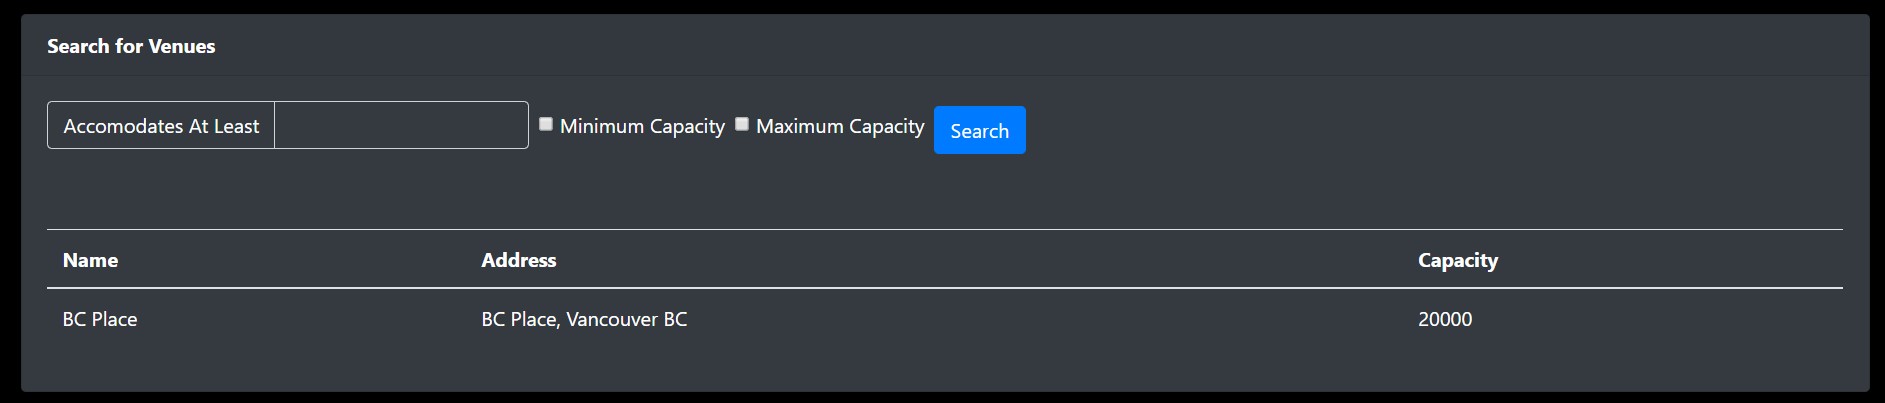 Search for Venues
Accomodates At Least Minimum Capacity Maximum Capacity Search
Name Address Capacity
BC Place BC Place, Vancouver BC 20000